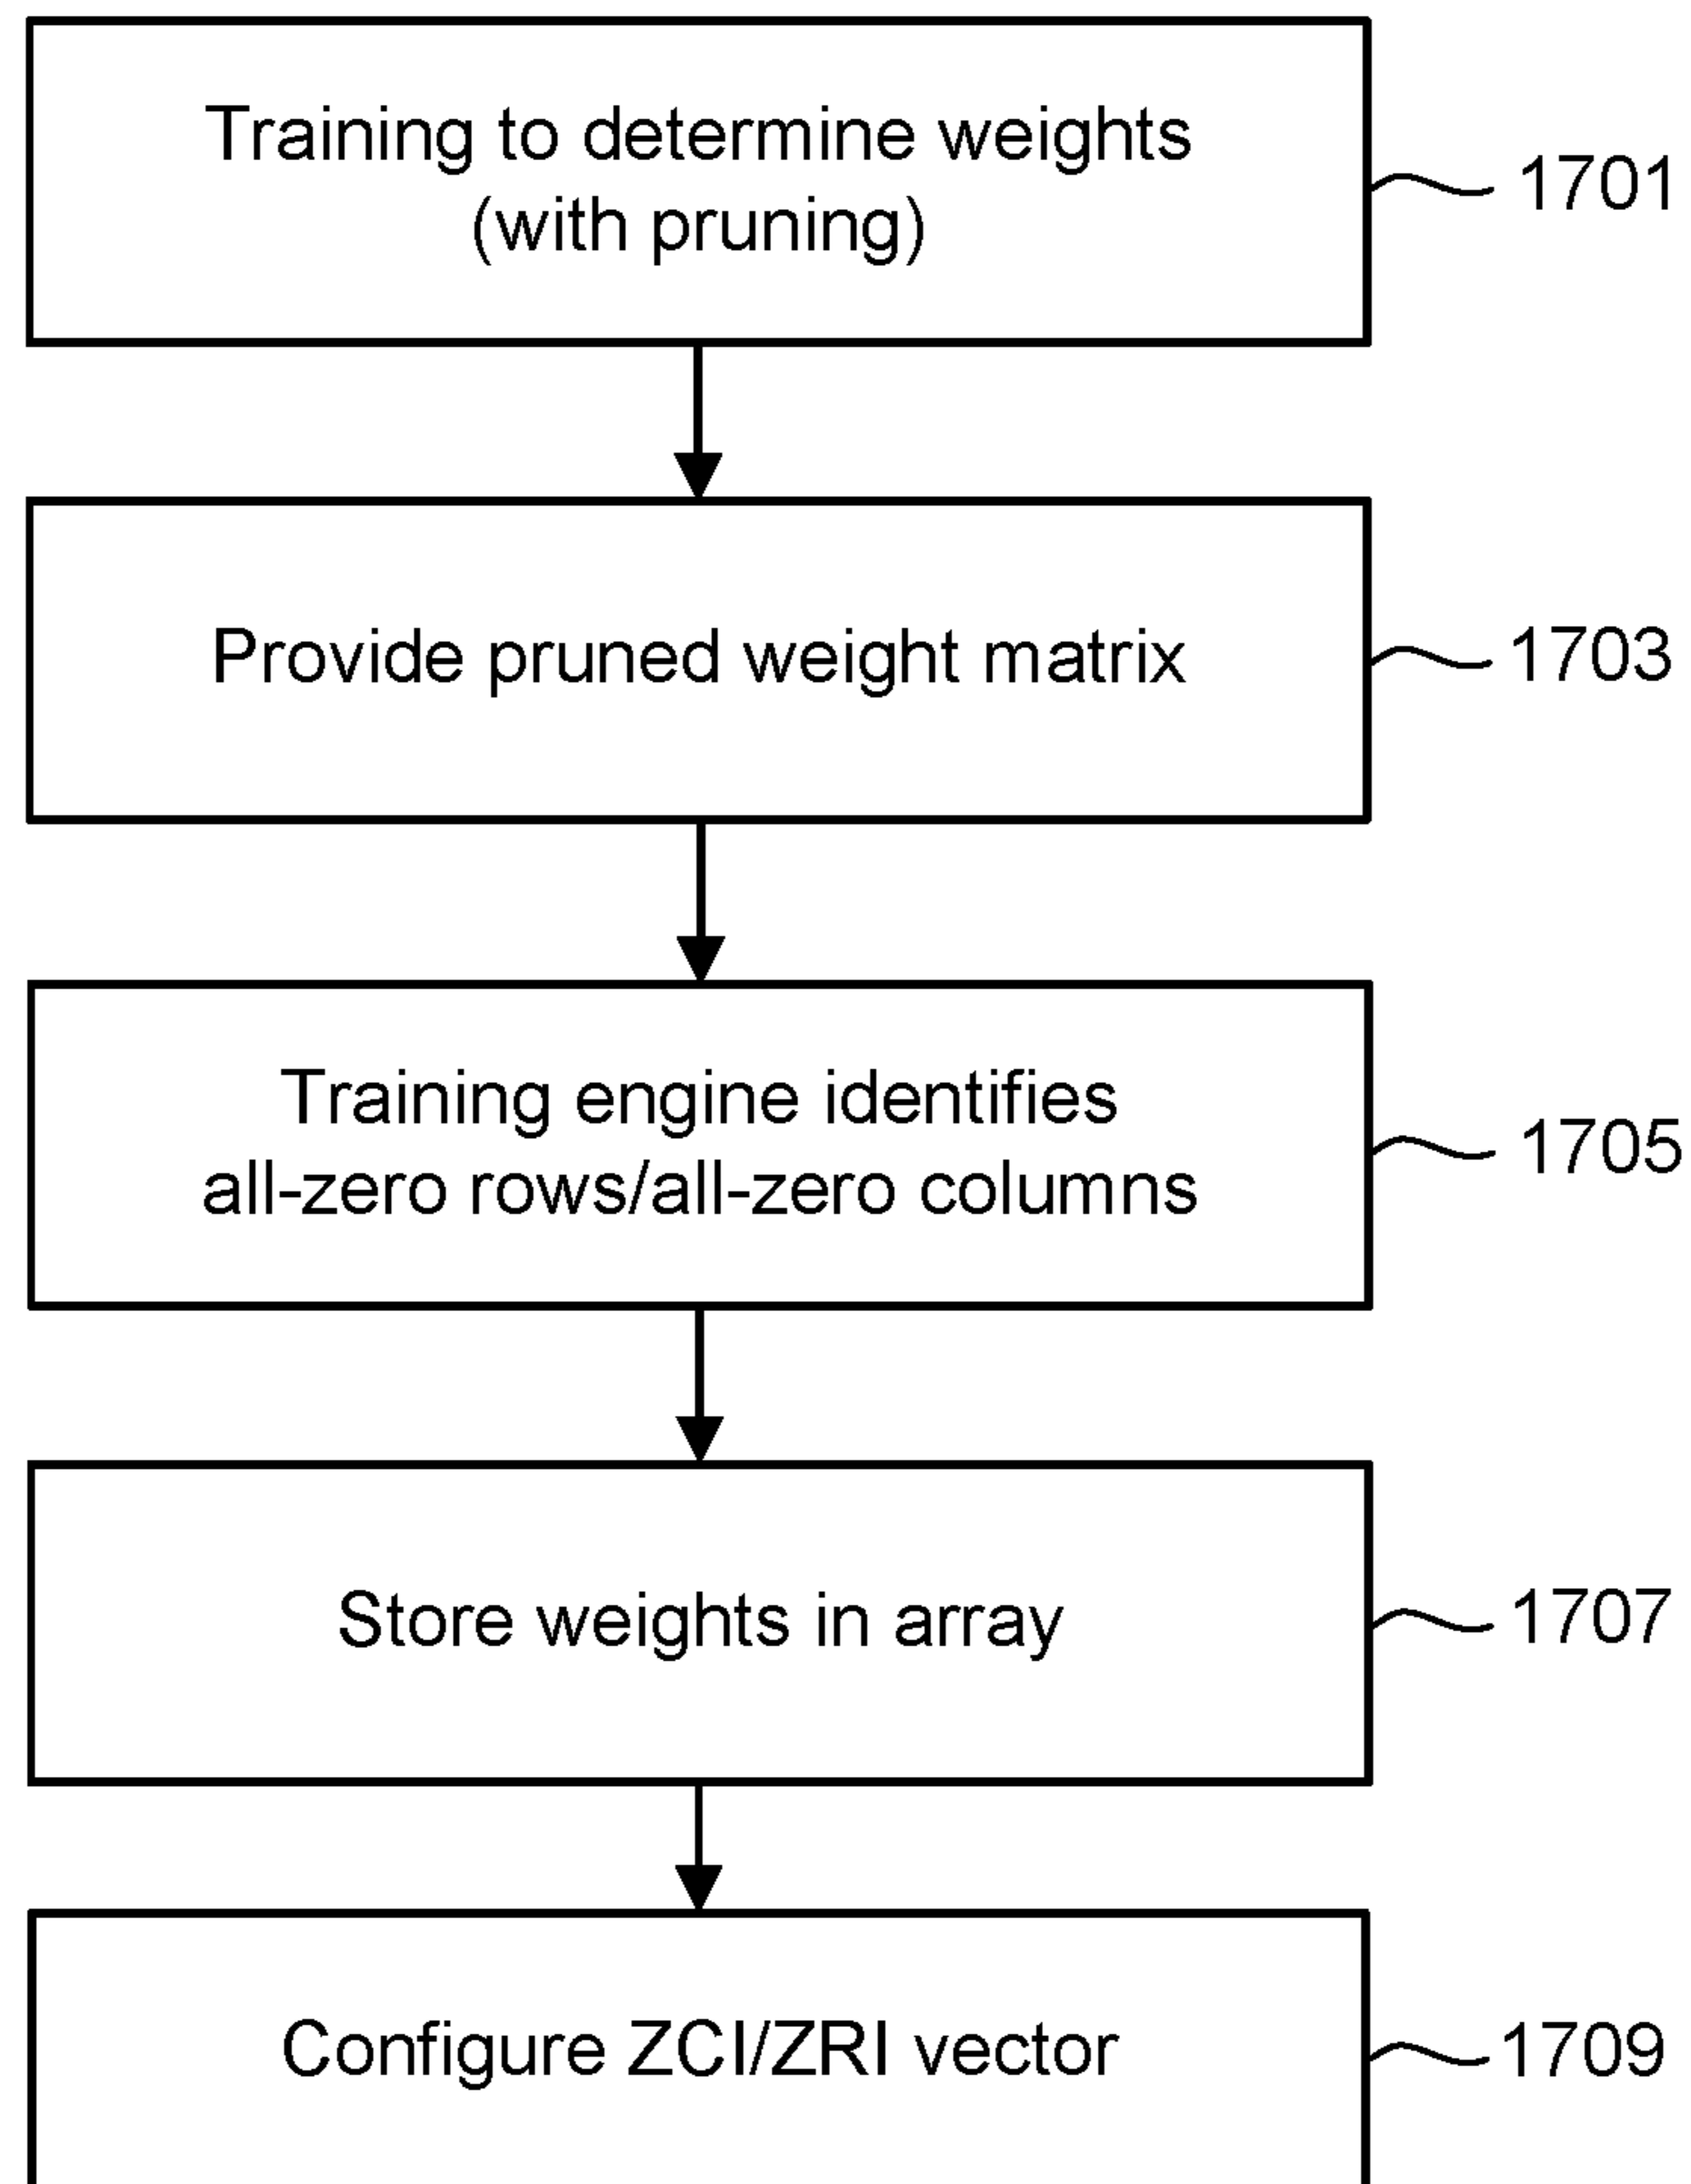 Training to determine weights
(with pruning)
1701
Provide pruned weight matrix
1703
Training engine identifies
all-zero rows/all-zero columns
1705
Store weights in array
1707
Configure ZCI/ZRI vector
1709